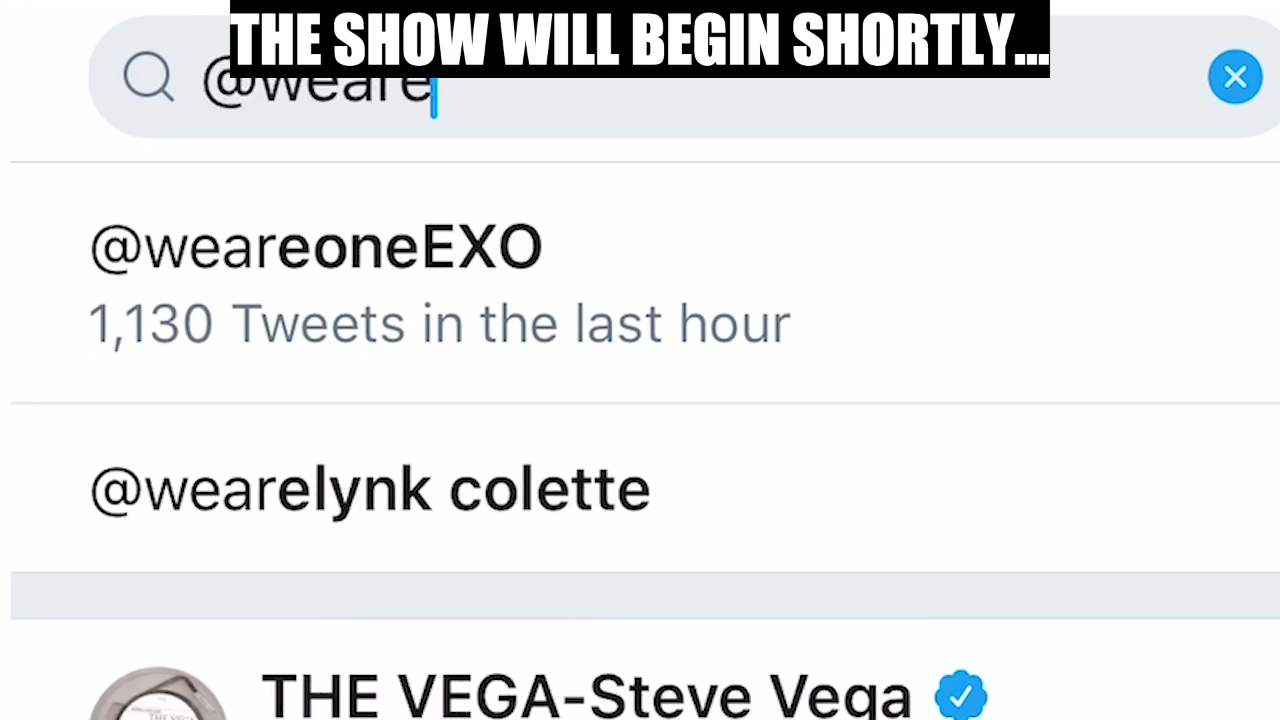 THE SHOW WILL BEGIN SHORTLY...
@weare
@weareoneEXO
1,130 Tweets in the last hour
@wearelynk colette
THE VEGA-Steve Vega